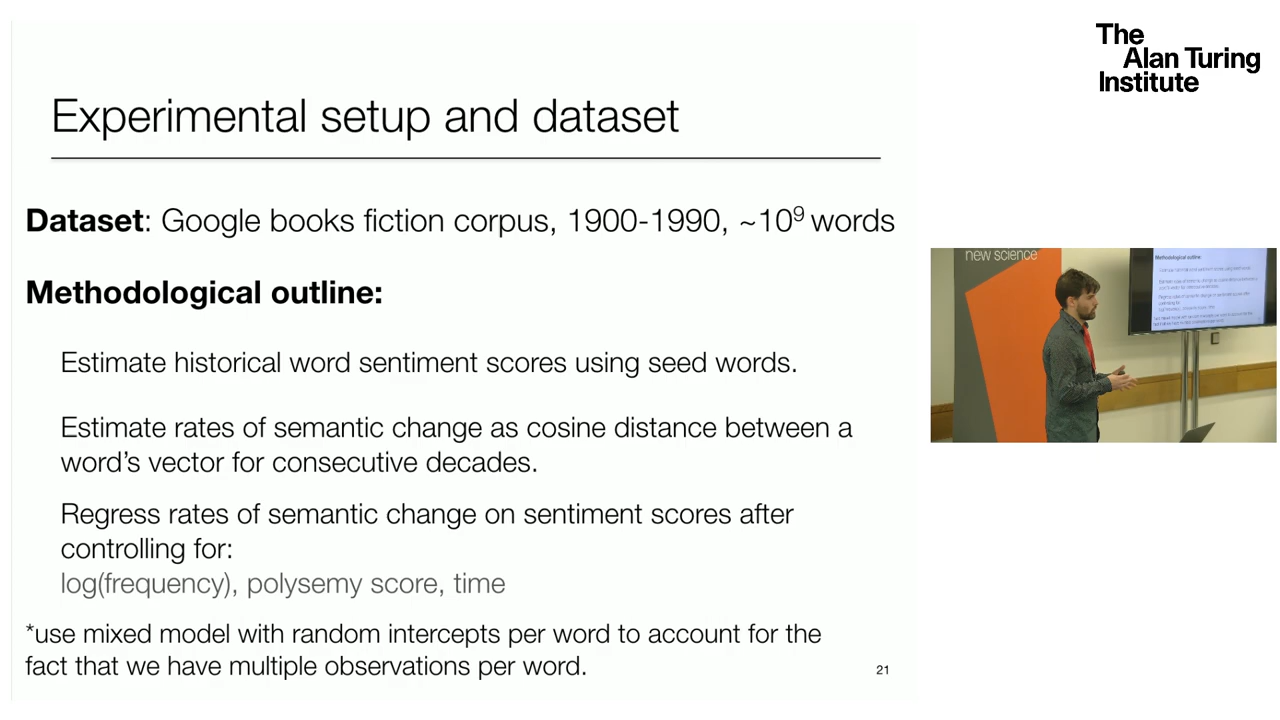 The
Alan Turing
Institute
Experimental setup and dataset
Dataset: Google books fiction corpus, 1900-1990, ~10⁹ words
Methodological outline:
Estimate historical word sentiment scores using seed words.
Estimate rates of semantic change as cosine distance between a
word's vector for consecutive decades.
Regress rates of semantic change on sentiment scores after
controlling for:
log(frequency), polysemy score, time
*use mixed model with random intercepts per word to account for the
fact that we have multiple observations per word.
21
new science
Methodological outline: